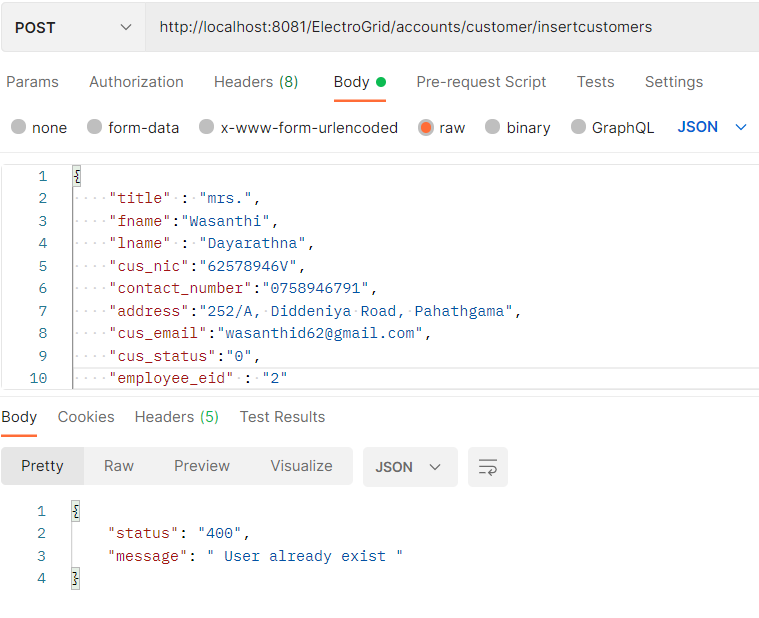 POST http://localhost:8081/ElectroGrid/accounts/customer/insertcustomers
Params Authorization Headers (8) Body Pre-request Script Tests Settings
none form-data x-www-form-urlencoded raw binary GraphQL JSON
1 {
2 "title" : "mrs.",
3 "fname":"Wasanthi",
4 "lname" : "Dayarathna",
5 "cus_nic":"62578946V",
6 "contact_number":"0758946791",
7 "address":"252/A, Diddeniya Road, Pahathgama",
8 "cus_email":"wasanthid62@gmail.com",
9 "cus_status":"0",
10 "employee_eid" : "2"
Body Cookies Headers (5) Test Results
Pretty Raw Preview Visualize JSON
1 {
2 "status": "400",
3 "message": " User already exist "
4 }